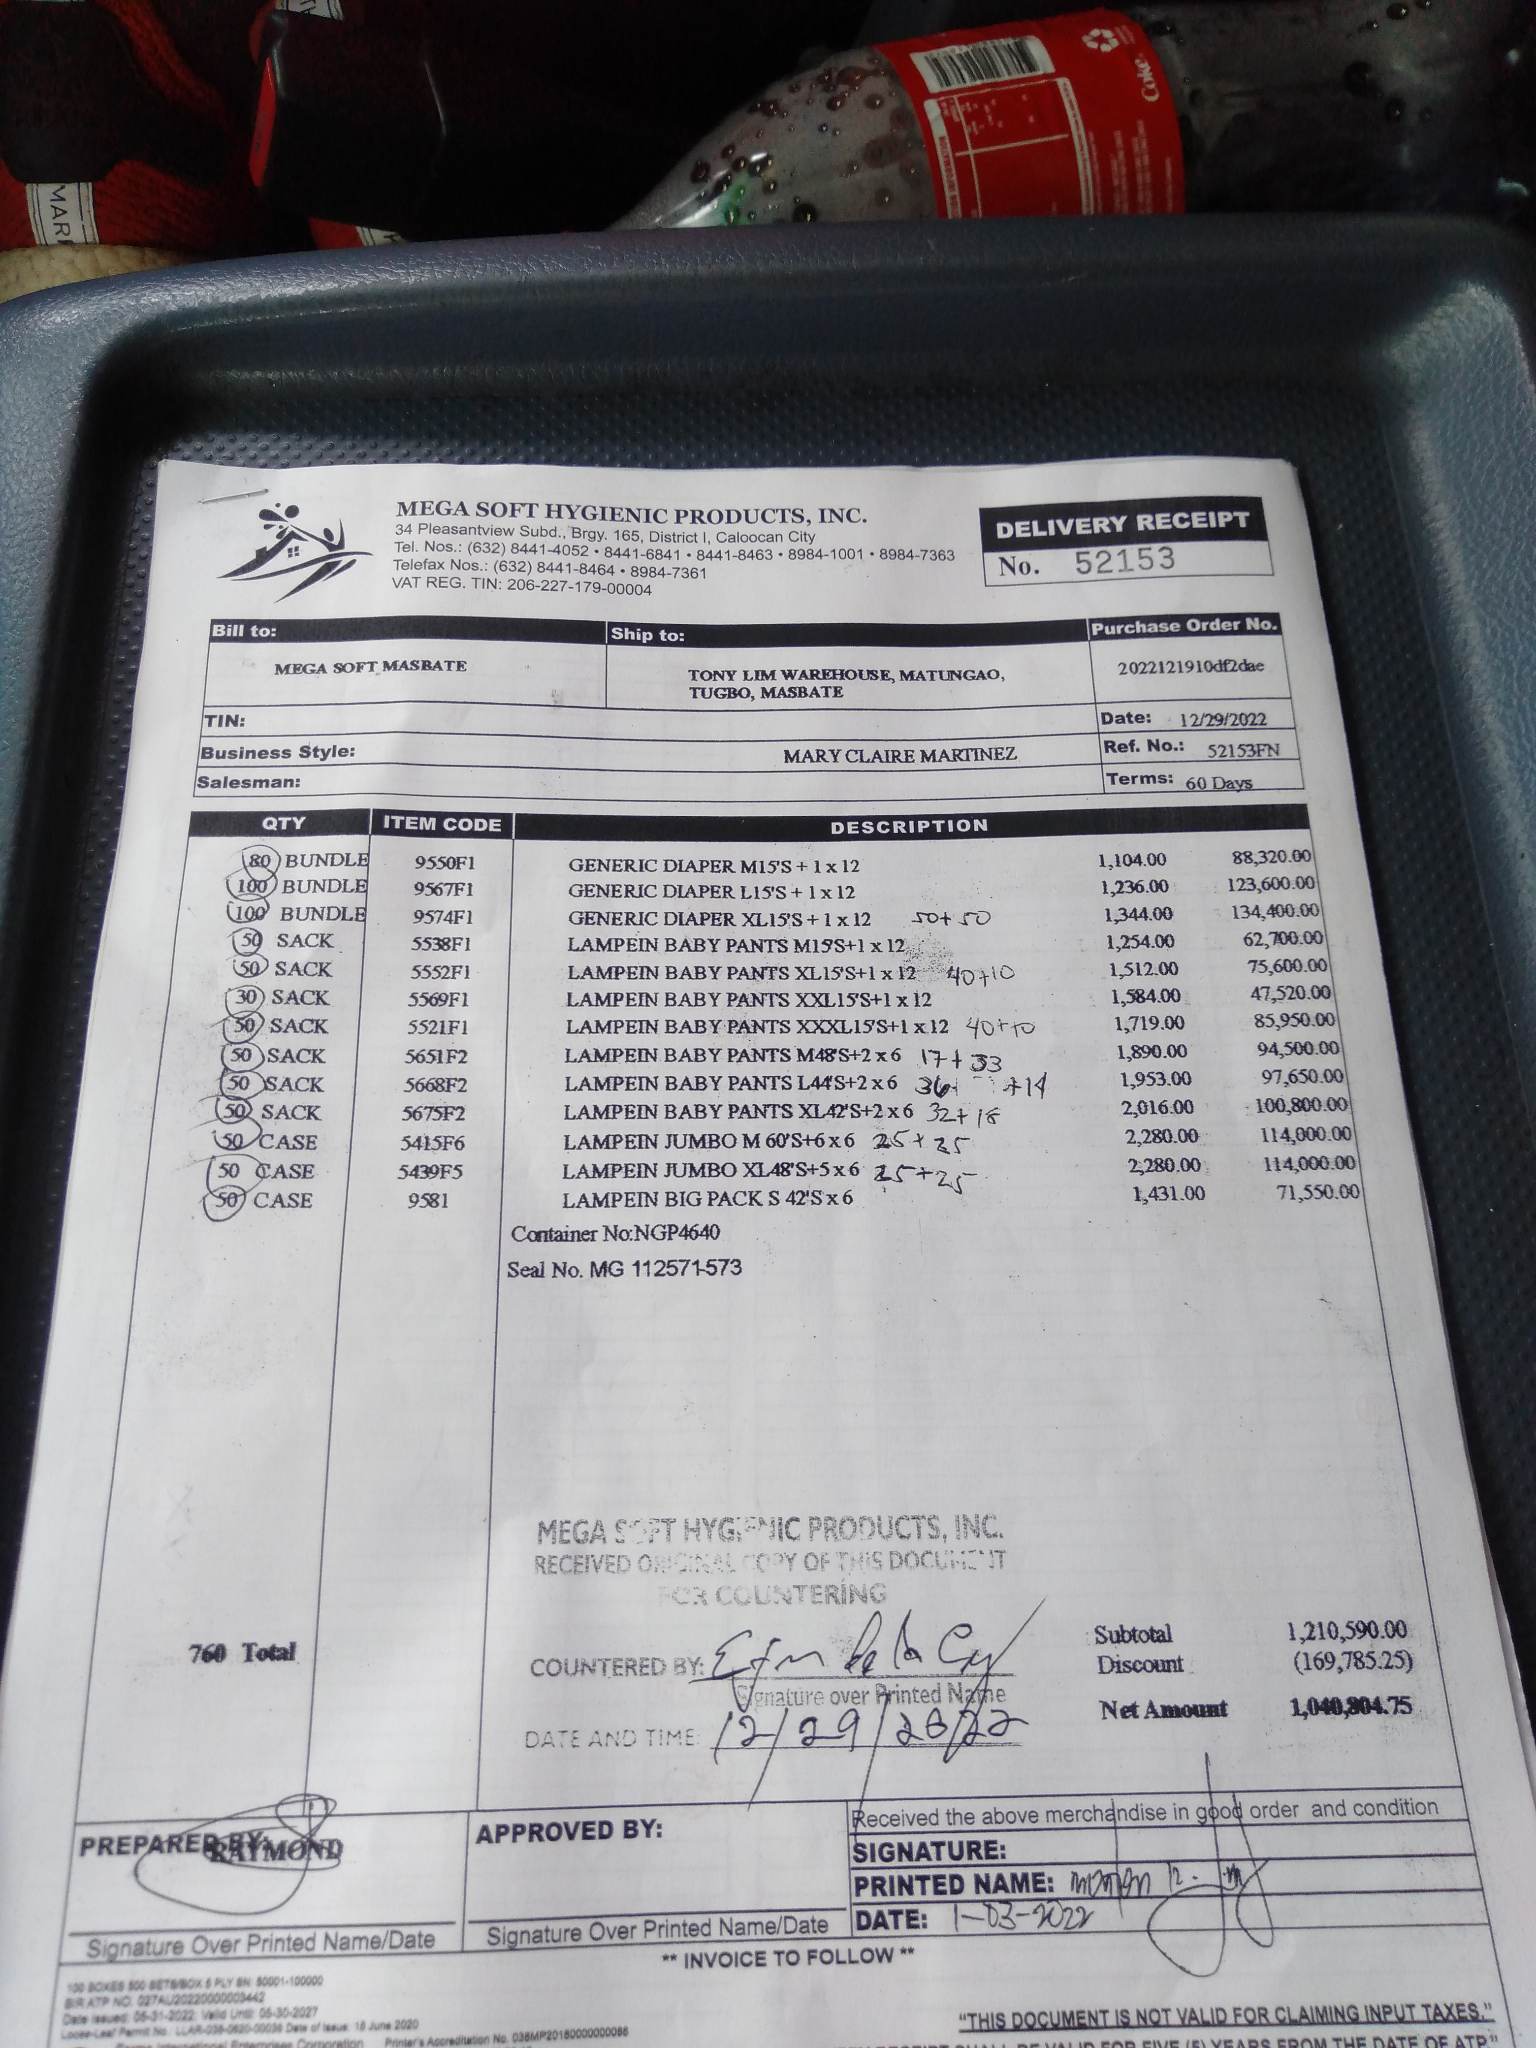 MARI
Coke
MEGA SOFT HYGIENIC PRODUCTS, INC.
34 Pleasantview Subd., Brgy. 165, District I, Caloocan City
Tel. Nos.: (632) 8441-4052 • 8441-6841 • 8441-8463 • 8984-1001 • 8984-7363
Telefax Nos.: (632) 8441-8464 • 8984-7361
VAT REG. TIN: 206-227-179-00004
DELIVERY RECEIPT
No. 52153
Bill to: Ship to: Purchase Order No.
MEGA SOFT MASBATE TONY LIM WAREHOUSE, MATUNGAO, 2022121910df2dae
TUGBO, MASBATE
TIN: Date: 12/29/2022
Business Style: MARY CLAIRE MARTINEZ Ref. No.: 52153FN
Salesman: Terms: 60 Days
QTY ITEM CODE DESCRIPTION
80 BUNDLE 9550F1 GENERIC DIAPER M15'S + 1 x 12 1,104.00 88,320.00
100 BUNDLE 9567F1 GENERIC DIAPER L15'S + 1 x 12 1,236.00 123,600.00
100 BUNDLE 9574F1 GENERIC DIAPER XL15'S + 1 x 12 50+50 1,344.00 134,400.00
50 SACK 5538F1 LAMPEIN BABY PANTS M15'S+1 x 12 1,254.00 62,700.00
50 SACK 5552F1 LAMPEIN BABY PANTS XL15'S+1 x 12 40+10 1,512.00 75,600.00
30 SACK 5569F1 LAMPEIN BABY PANTS XXL15'S+1 x 12 1,584.00 47,520.00
50 SACK 5521F1 LAMPEIN BABY PANTS XXXL15'S+1 x 12 40+10 1,719.00 85,950.00
50 SACK 5651F2 LAMPEIN BABY PANTS M48'S+2 x 6 17+33 1,890.00 94,500.00
50 SACK 5668F2 LAMPEIN BABY PANTS L44'S+2 x 6 36 +14 1,953.00 97,650.00
50 SACK 5675F2 LAMPEIN BABY PANTS XL42'S+2 x 6 32+18 2,016.00 100,800.00
50 CASE 5415F6 LAMPEIN JUMBO M 60'S+6 x 6 25+25 2,280.00 114,000.00
50 CASE 5439F5 LAMPEIN JUMBO XL48'S+5 x 6 25+25 2,280.00 114,000.00
50 CASE 9581 LAMPEIN BIG PACK S 42'S x 6 1,431.00 71,550.00
Container No:NGP4640
Seal No. MG 112571-573
MEGA SOFT HYGIENIC PRODUCTS, INC.
RECEIVED ORIGINAL COPY OF THIS DOCUMENT
FOR COUNTERING
760 Total
Subtotal 1,210,590.00
Discount (169,785.25)
Net Amount 1,040,804.75
COUNTERED BY:
Signature over Printed Name
DATE AND TIME: 12/29/2022
PREPARED BY: RAYMOND
Signature Over Printed Name/Date
APPROVED BY:
Signature Over Printed Name/Date
Received the above merchandise in good order and condition
SIGNATURE:
PRINTED NAME:
DATE: 1-03-2022
** INVOICE TO FOLLOW **
100 BOXES 500 SETS/BOX 5 PLY SN: 50001-100000
BIR ATP NO. 027AU20220000003442
Date Issued: 05-31-2022; Valid Until: 05-30-2027
Loose-Leaf Permit No.: LLAR-038-0620-00036 Date of Issue: 18 June 2020
International Enterprises Corporation Printer's Accreditation No. 038MP20180000000086
"THIS DOCUMENT IS NOT VALID FOR CLAIMING INPUT TAXES."
RECEIPT SHALL BE VALID FOR FIVE (5) YEARS FROM THE DATE OF ATP."